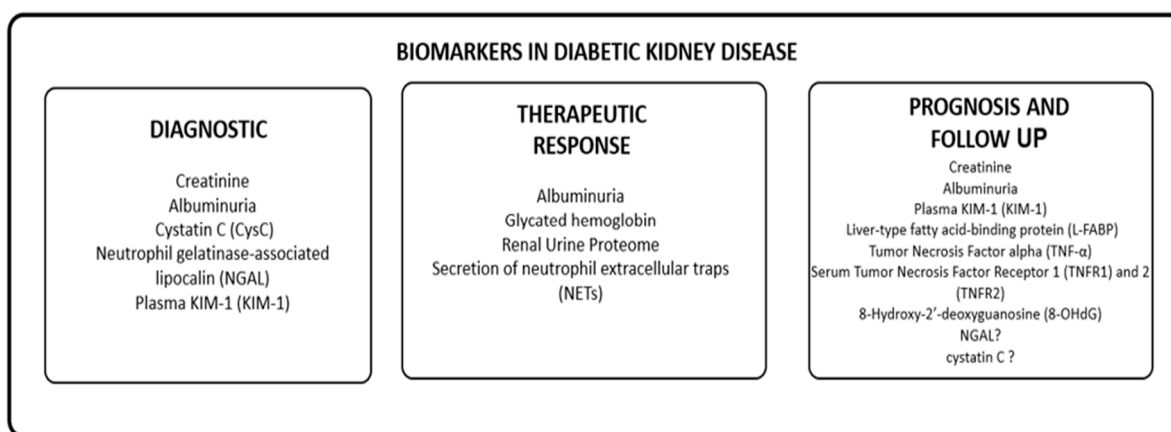 BIOMARKERS IN DIABETIC KIDNEY DISEASE
DIAGNOSTIC
Creatinine
Albuminuria
Cystatin C (CysC)
Neutrophil gelatinase-associated
lipocalin (NGAL)
Plasma KIM-1 (KIM-1)
THERAPEUTIC
RESPONSE
Albuminuria
Glycated hemoglobin
Renal Urine Proteome
Secretion of neutrophil extracellular traps
(NETs)
PROGNOSIS AND
FOLLOW UP
Creatinine
Albuminuria
Plasma KIM-1 (KIM-1)
Liver-type fatty acid-binding protein (L-FABP)
Tumor Necrosis Factor alpha (TNF-α)
Serum Tumor Necrosis Factor Receptor 1 (TNFR1) and 2
(TNFR2)
8-Hydroxy-2′-deoxyguanosine (8-OHdG)
NGAL?
cystatin C ?